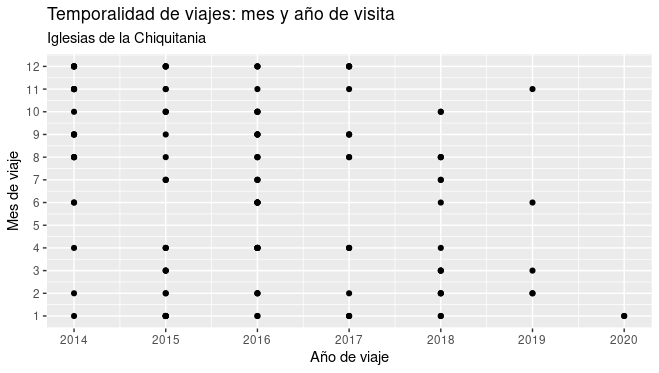 Temporalidad de viajes: mes y año de visita
Iglesias de la Chiquitania
Mes de viaje
12
11
10
9
8
7
6
5
4
3
2
1
2014 2015 2016 2017 2018 2019 2020
Año de viaje